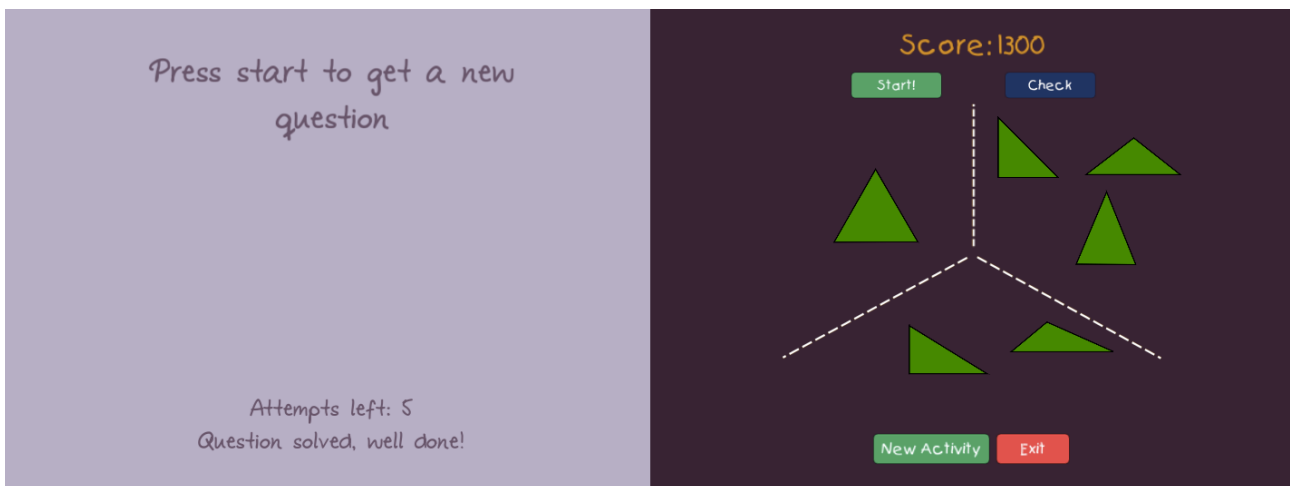 Press start to get a new
question
Attempts left: 5
Question solved, well done!
Score:1300
Start!
Check
New Activity
Exit